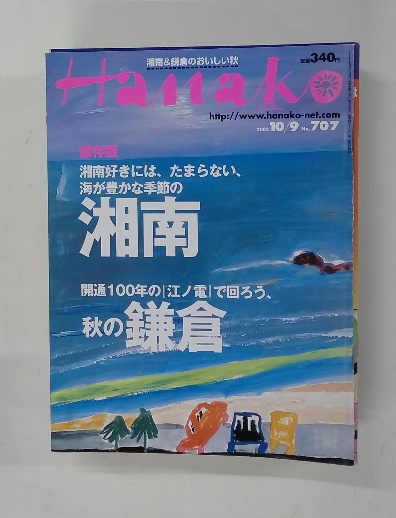 湘南&鎌倉のおいしい秋
340円
Hanako
http://www.hanako-net.com
2002 10/9 No.707
保存版
湘南好きには、たまらない、
海が豊かな季節の
湘南
開通100年の「江ノ電」で回ろう、
秋の鎌倉